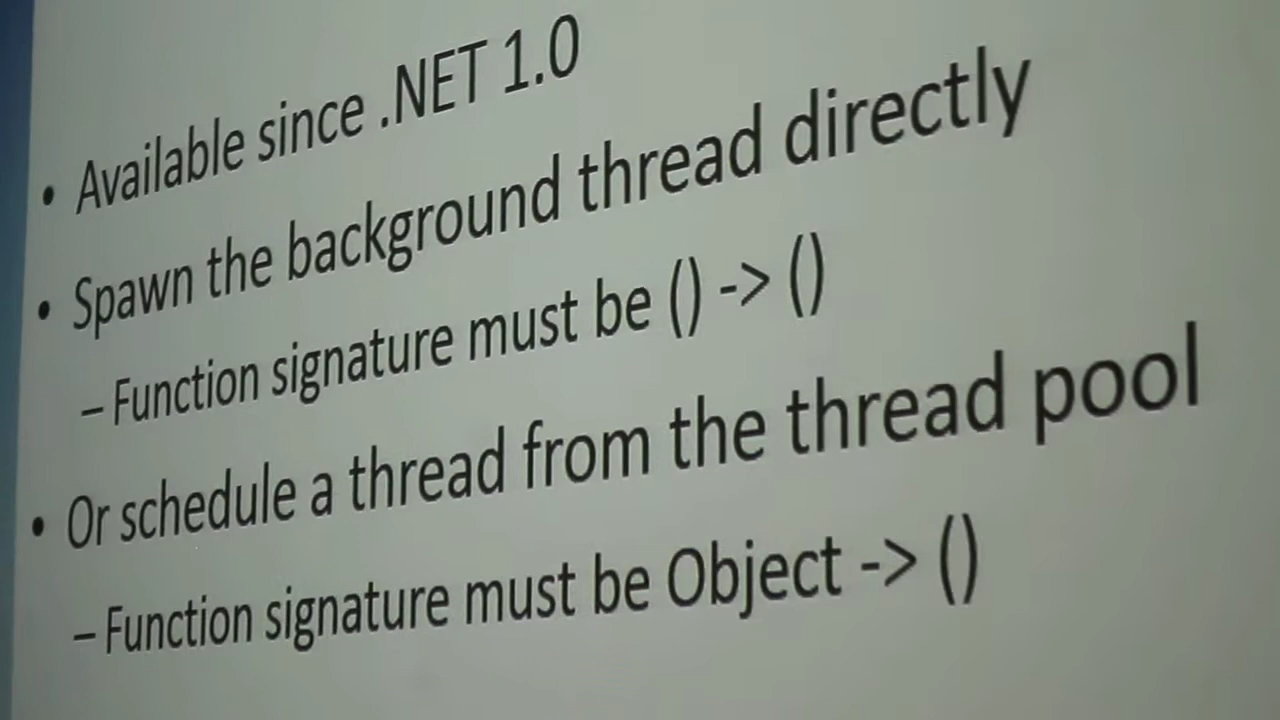 • Available since .NET 1.0
• Spawn the background thread directly
– Function signature must be () -> ()
• Or schedule a thread from the thread pool
– Function signature must be Object -> ()